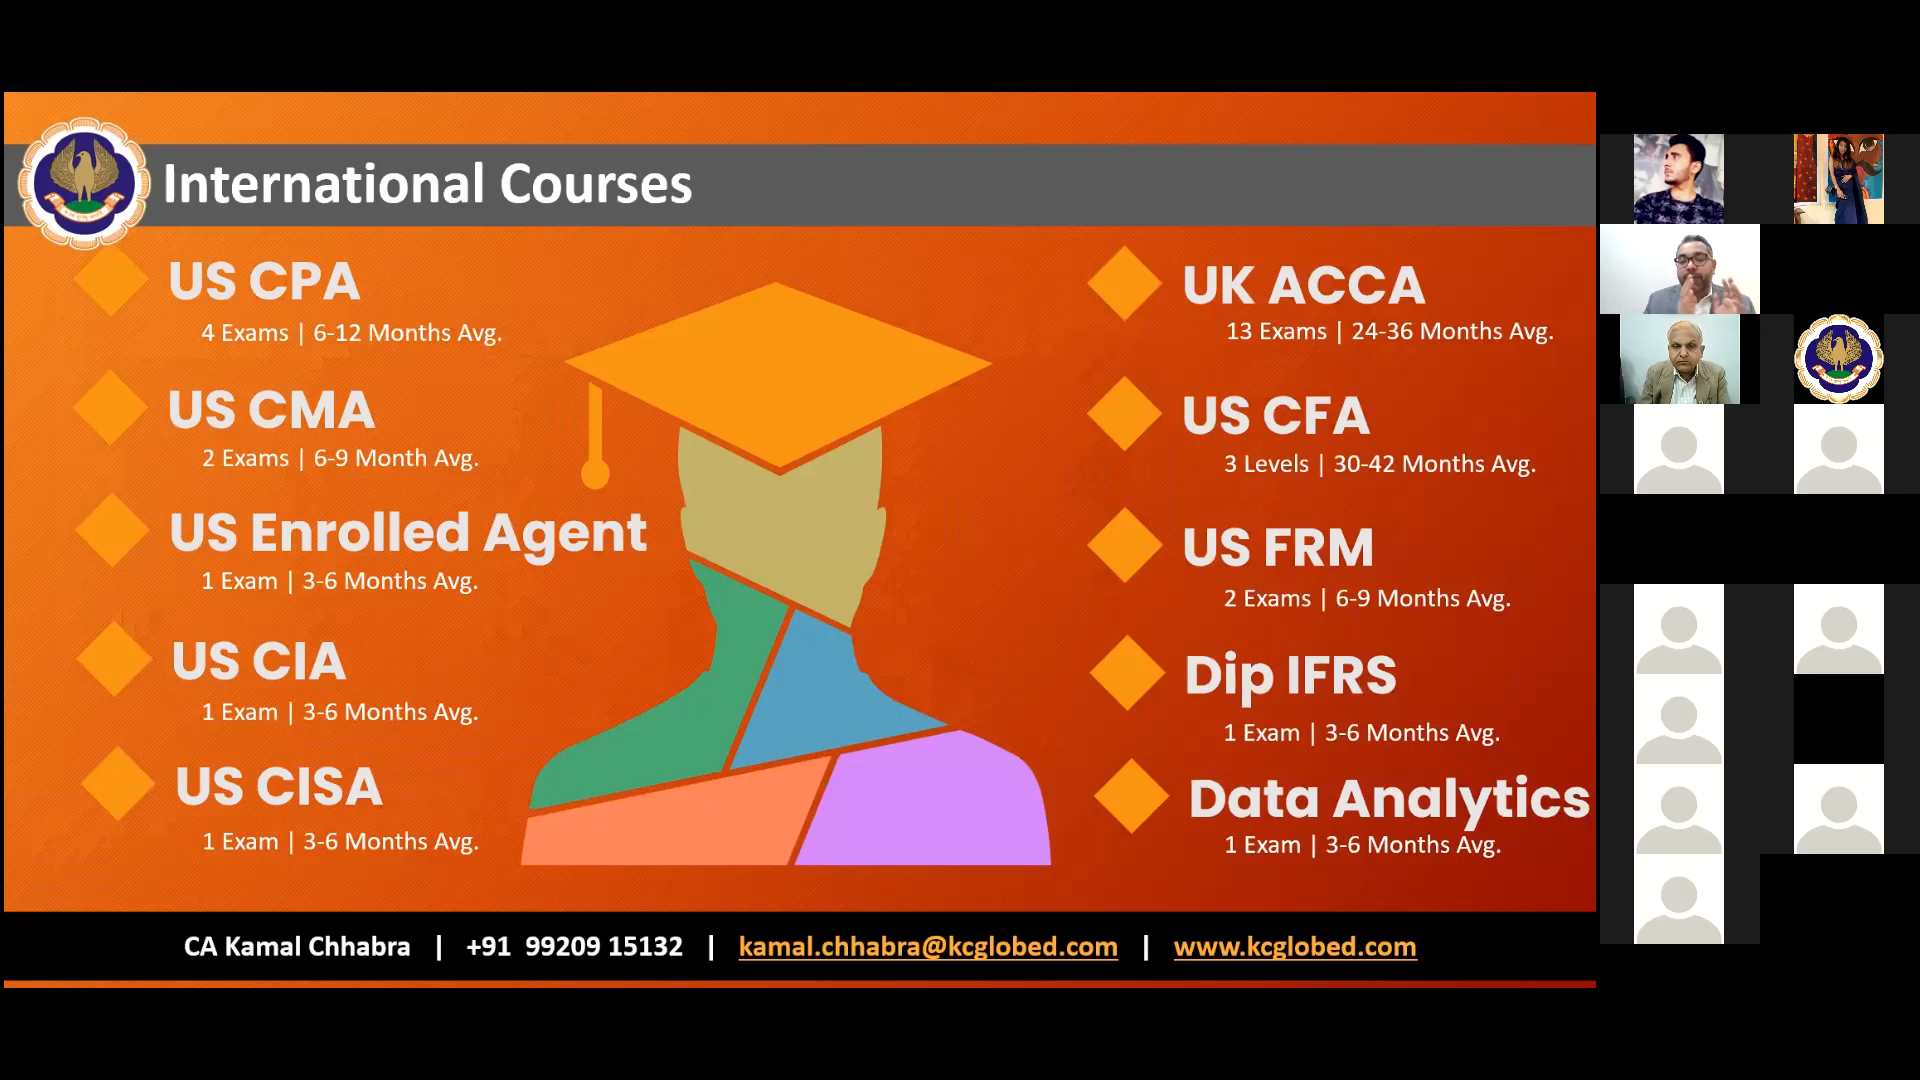 International Courses
US CPA
4 Exams | 6-12 Months Avg.
US CMA
2 Exams | 6-9 Month Avg.
US Enrolled Agent
1 Exam | 3-6 Months Avg.
US CIA
1 Exam | 3-6 Months Avg.
US CISA
1 Exam | 3-6 Months Avg.
UK ACCA
13 Exams | 24-36 Months Avg.
US CFA
3 Levels | 30-42 Months Avg.
US FRM
2 Exams | 6-9 Months Avg.
Dip IFRS
1 Exam | 3-6 Months Avg.
Data Analytics
1 Exam | 3-6 Months Avg.
CA Kamal Chhabra | +91 99209 15132 | kamal.chhabra@kcglobed.com | www.kcglobed.com